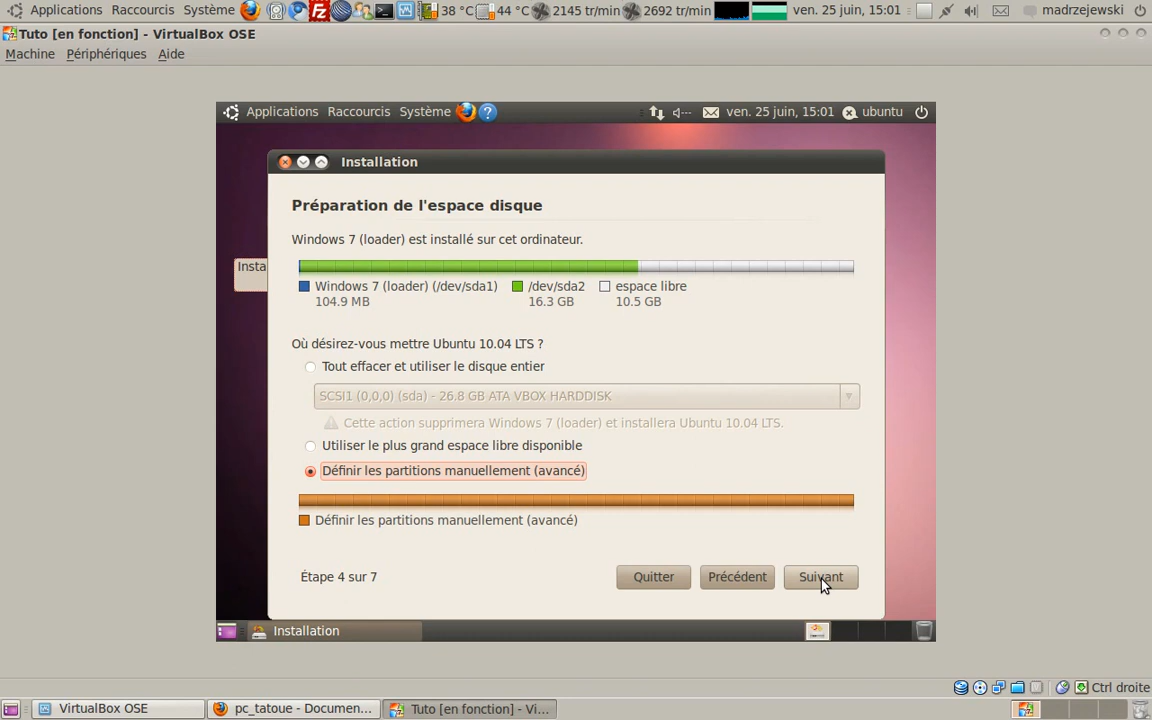 Applications Raccourcis Système 38 °C 44 °C 2145 tr/min 2692 tr/min ven. 25 juin, 15:01 madrzejewski
Tuto [en fonction] - VirtualBox OSE
Machine Périphériques Aide
Applications Raccourcis Système ven. 25 juin, 15:01 ubuntu
Installation
Préparation de l'espace disque
Windows 7 (loader) est installé sur cet ordinateur.
Insta
Windows 7 (loader) (/dev/sda1) /dev/sda2 espace libre
104.9 MB 16.3 GB 10.5 GB
Où désirez-vous mettre Ubuntu 10.04 LTS ?
Tout effacer et utiliser le disque entier
SCSI1 (0,0,0) (sda) - 26.8 GB ATA VBOX HARDDISK
Cette action supprimera Windows 7 (loader) et installera Ubuntu 10.04 LTS.
Utiliser le plus grand espace libre disponible
Définir les partitions manuellement (avancé)
Définir les partitions manuellement (avancé)
Étape 4 sur 7 Quitter Précédent Suivant
Installation
Ctrl droite
VirtualBox OSE pc_tatoue - Documen... Tuto [en fonction] - Vi...